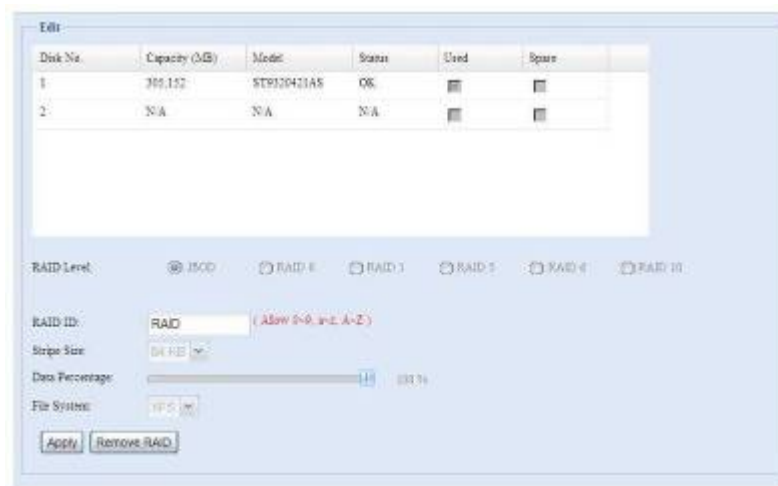 Edit
Disk No. Capacity (MB) Model Status Used Spare
1 305,152 ST9320421AS OK
2 N/A N/A N/A
RAID Level: JBOD RAID 0 RAID 1 RAID 5 RAID 6 RAID 10
RAID ID: RAID ( Allow 0~9, a~z, A~Z )
Stripe Size: 64 KB
Data Percentage: 100 %
File System:
Apply Remove RAID